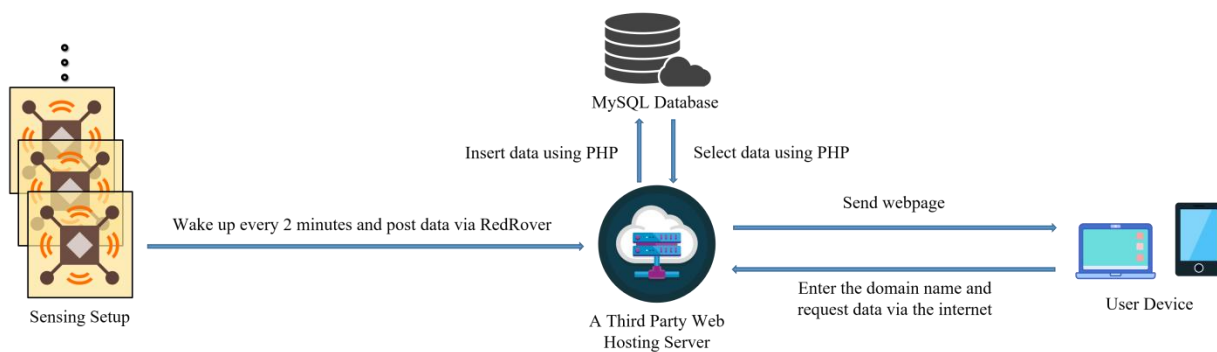 MySQL Database
Insert data using PHP
Select data using PHP
Wake up every 2 minutes and post data via RedRover
Send webpage
Enter the domain name and
request data via the internet
Sensing Setup
A Third Party Web
Hosting Server
User Device